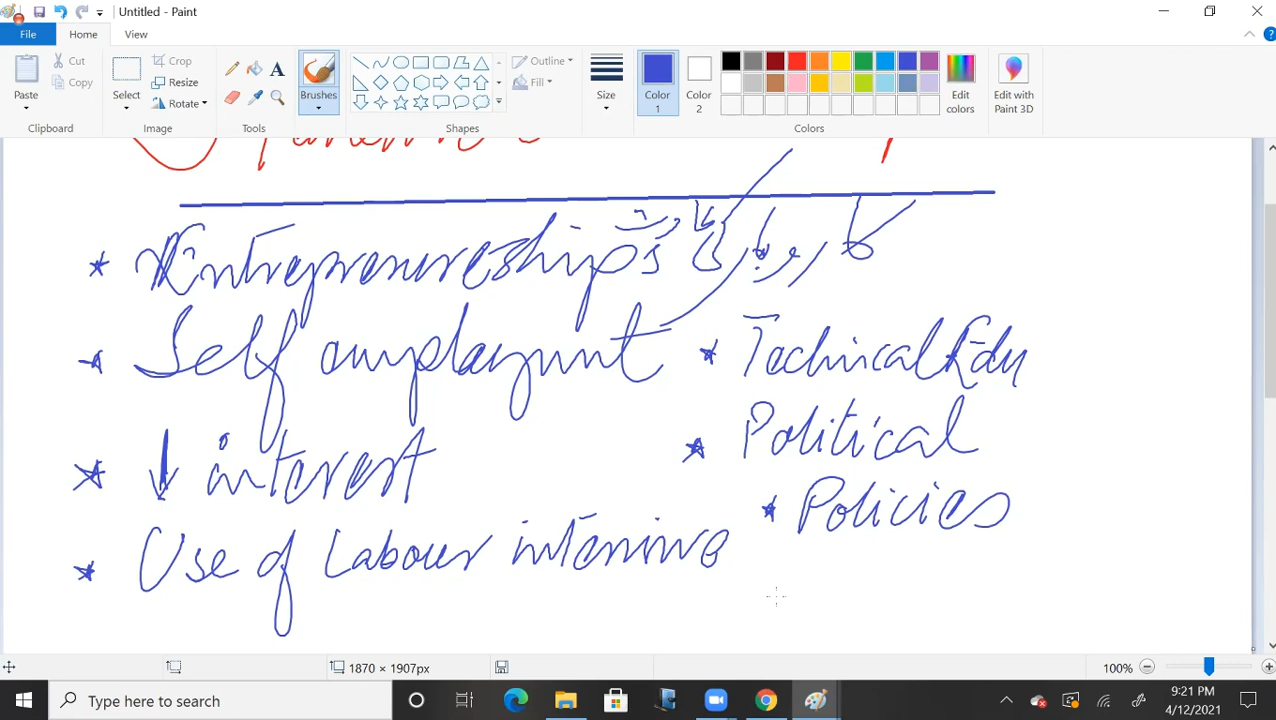 Untitled - Paint
File Home View
Paste Cut Copy Clipboard
Select Crop Resize Rotate Image
Tools
Brushes
Shapes Outline Fill
Size
Color 1 Color 2 Edit colors Edit with Paint 3D
Colors
* Entreprenureship's
* Self employment
* Technical Edu
* Political
* ↓ interest
* Policies
* Use of Labour intensive
1870 × 1907px 100%
Type here to search
9:21 PM
4/12/2021